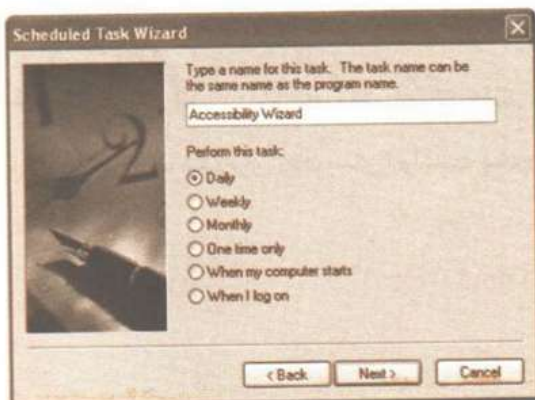 Scheduled Task Wizard
Type a name for this task. The task name can be
the same name as the program name.
Accessibility Wizard
Perform this task:
Daily
Weekly
Monthly
One time only
When my computer starts
When I log on
< Back
Next >
Cancel